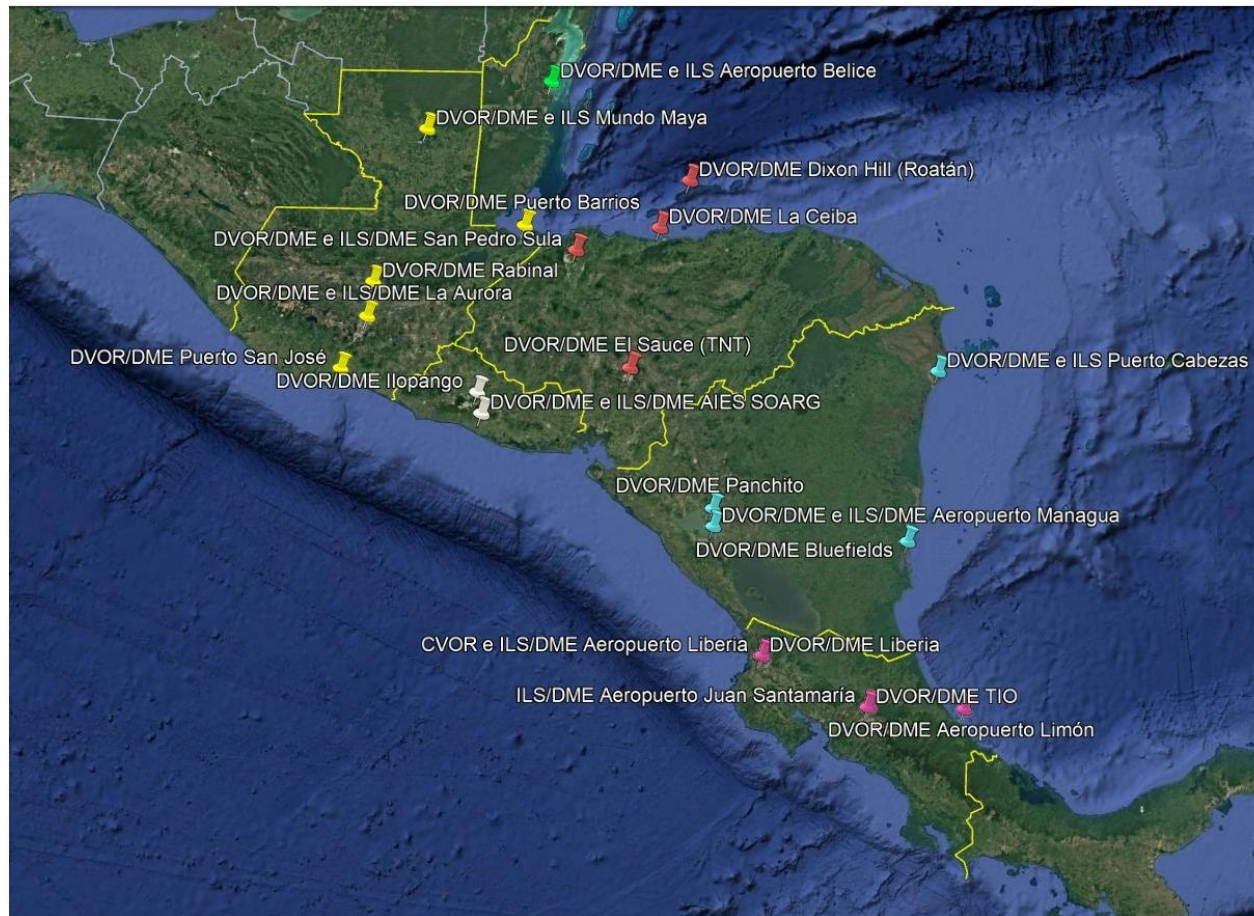 DVOR/DME e ILS Aeropuerto Belice
DVOR/DME e ILS Mundo Maya
DVOR/DME Dixon Hill (Roatán)
DVOR/DME Puerto Barrios
DVOR/DME La Ceiba
DVOR/DME e ILS/DME San Pedro Sula
DVOR/DME Rabinal
DVOR/DME e ILS/DME La Aurora
DVOR/DME El Sauce (TNT)
DVOR/DME Puerto San José
DVOR/DME e ILS Puerto Cabezas
DVOR/DME Ilopango
DVOR/DME e ILS/DME AIES SOARG
DVOR/DME Panchito
DVOR/DME e ILS/DME Aeropuerto Managua
DVOR/DME Bluefields
CVOR e ILS/DME Aeropuerto Liberia
DVOR/DME Liberia
ILS/DME Aeropuerto Juan Santamaría
DVOR/DME TIO
DVOR/DME Aeropuerto Limón